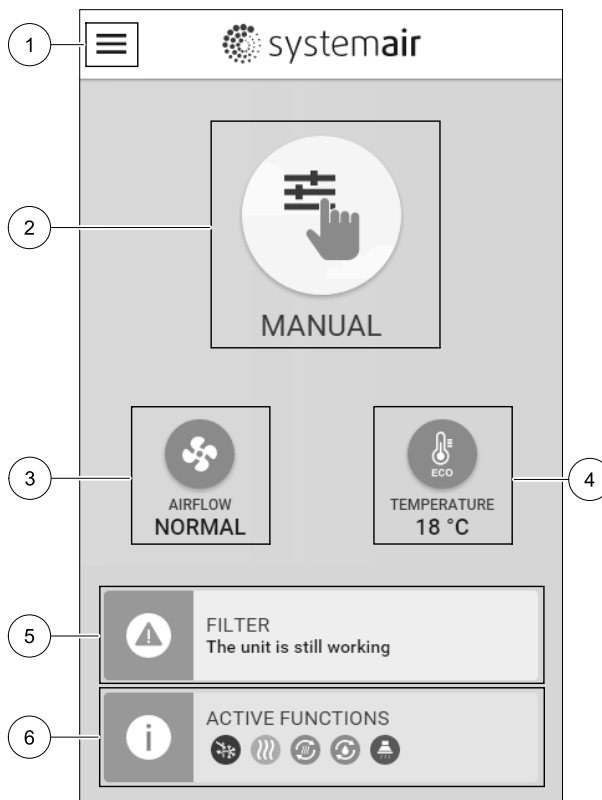 1
systemair
2
MANUAL
3
AIRFLOW
NORMAL
ECO
TEMPERATURE
18 °C
4
5
FILTER
The unit is still working
6
i
ACTIVE FUNCTIONS